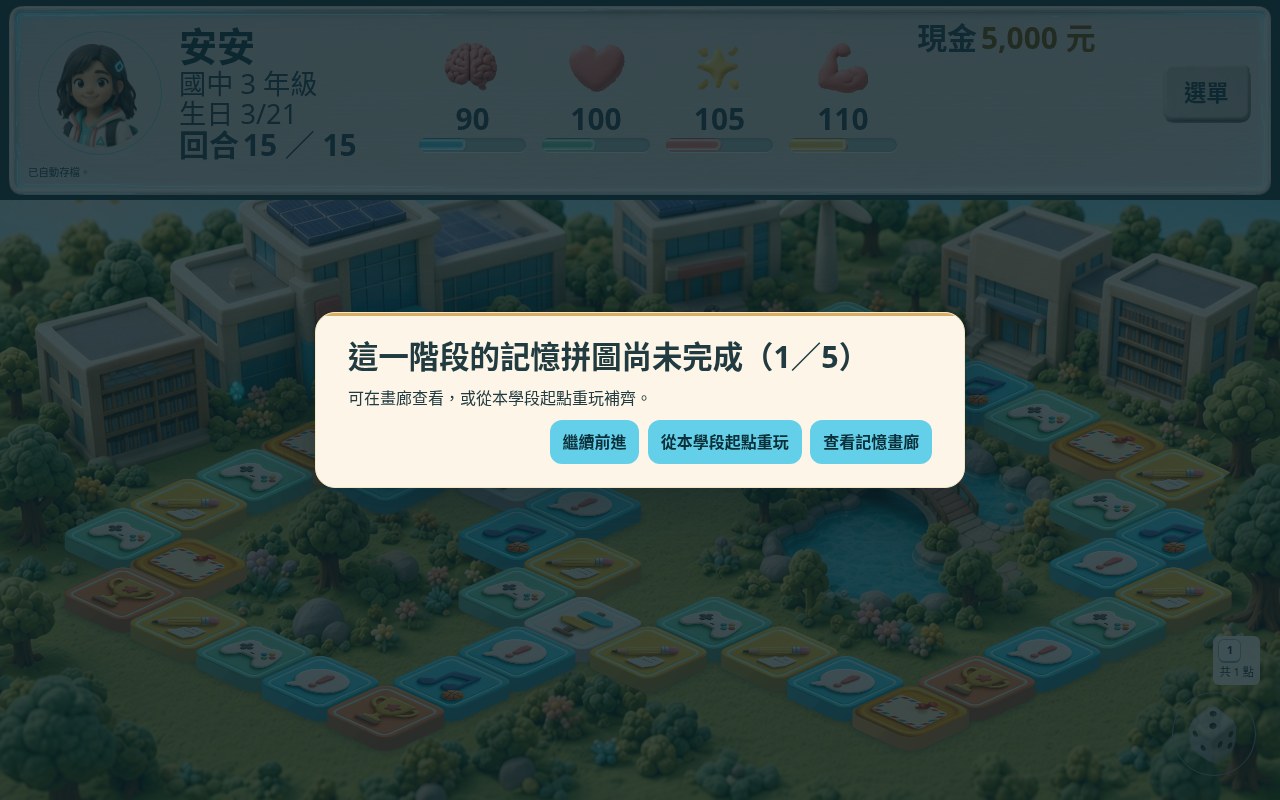 安安
國中 3 年級
生日 3/21
回合 15 ／ 15
已自動存檔。
90
100
105
110
現金 5,000 元
選單
這一階段的記憶拼圖尚未完成（1／5）
可在畫廊查看，或從本學段起點重玩補齊。
繼續前進
從本學段起點重玩
查看記憶畫廊
1
共 1 點